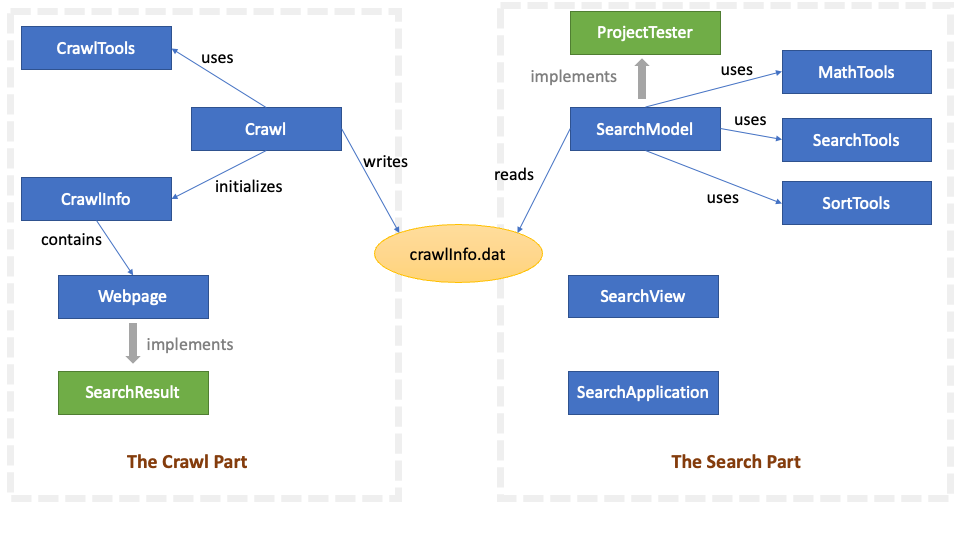 CrawlTools
uses
Crawl
writes
initializes
CrawlInfo
contains
Webpage
implements
SearchResult
The Crawl Part
crawlInfo.dat
ProjectTester
implements
uses
MathTools
SearchModel
uses
SearchTools
reads
uses
SortTools
SearchView
SearchApplication
The Search Part